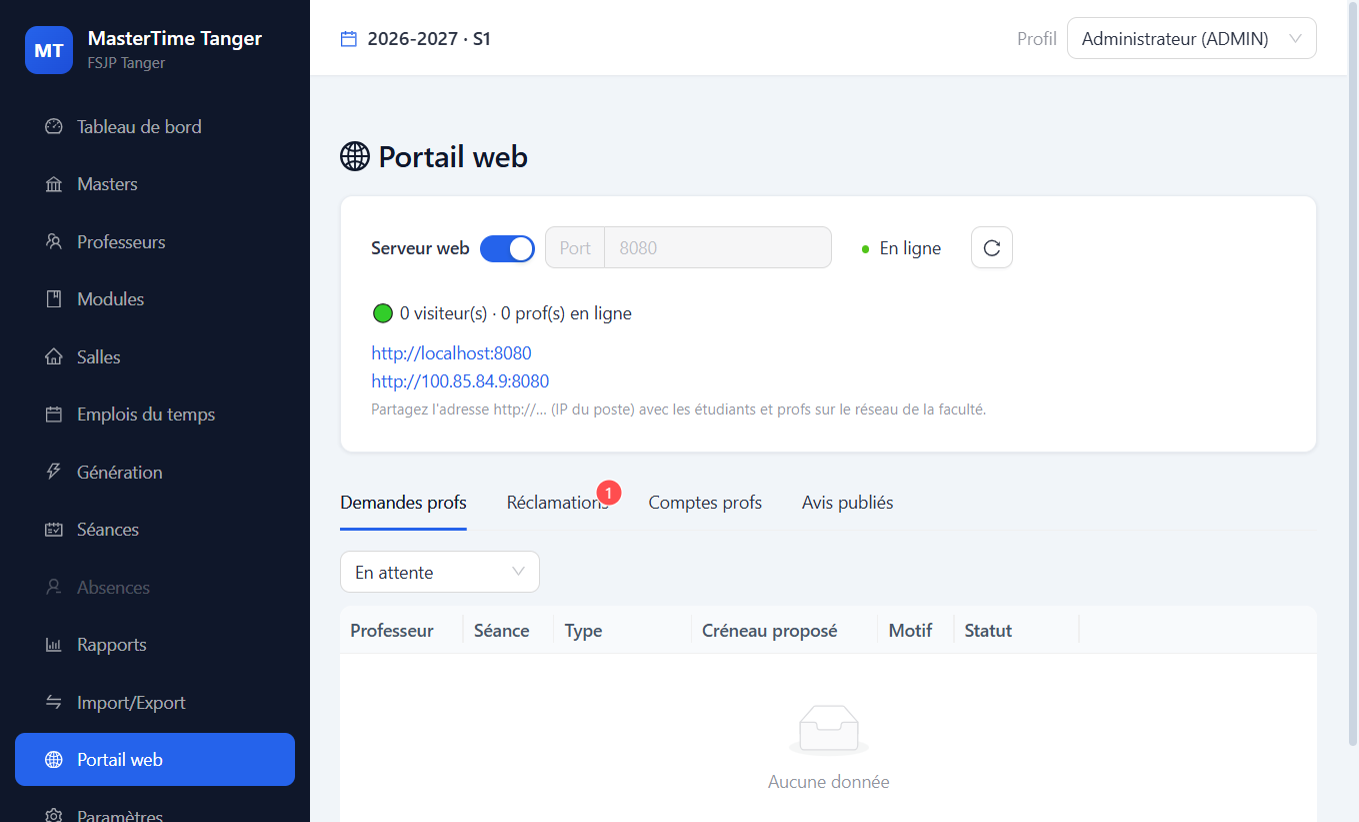 MT
MasterTime Tanger
FSJP Tanger
Tableau de bord
Masters
Professeurs
Modules
Salles
Emplois du temps
Génération
Séances
Absences
Rapports
Import/Export
Portail web
Paramètres
2026-2027 · S1
Profil Administrateur (ADMIN)
Portail web
Serveur web Port 8080 En ligne
0 visiteur(s) · 0 prof(s) en ligne
http://localhost:8080
http://100.85.84.9:8080
Partagez l'adresse http://... (IP du poste) avec les étudiants et profs sur le réseau de la faculté.
Demandes profs Réclamations 1 Comptes profs Avis publiés
En attente
Professeur Séance Type Créneau proposé Motif Statut
Aucune donnée